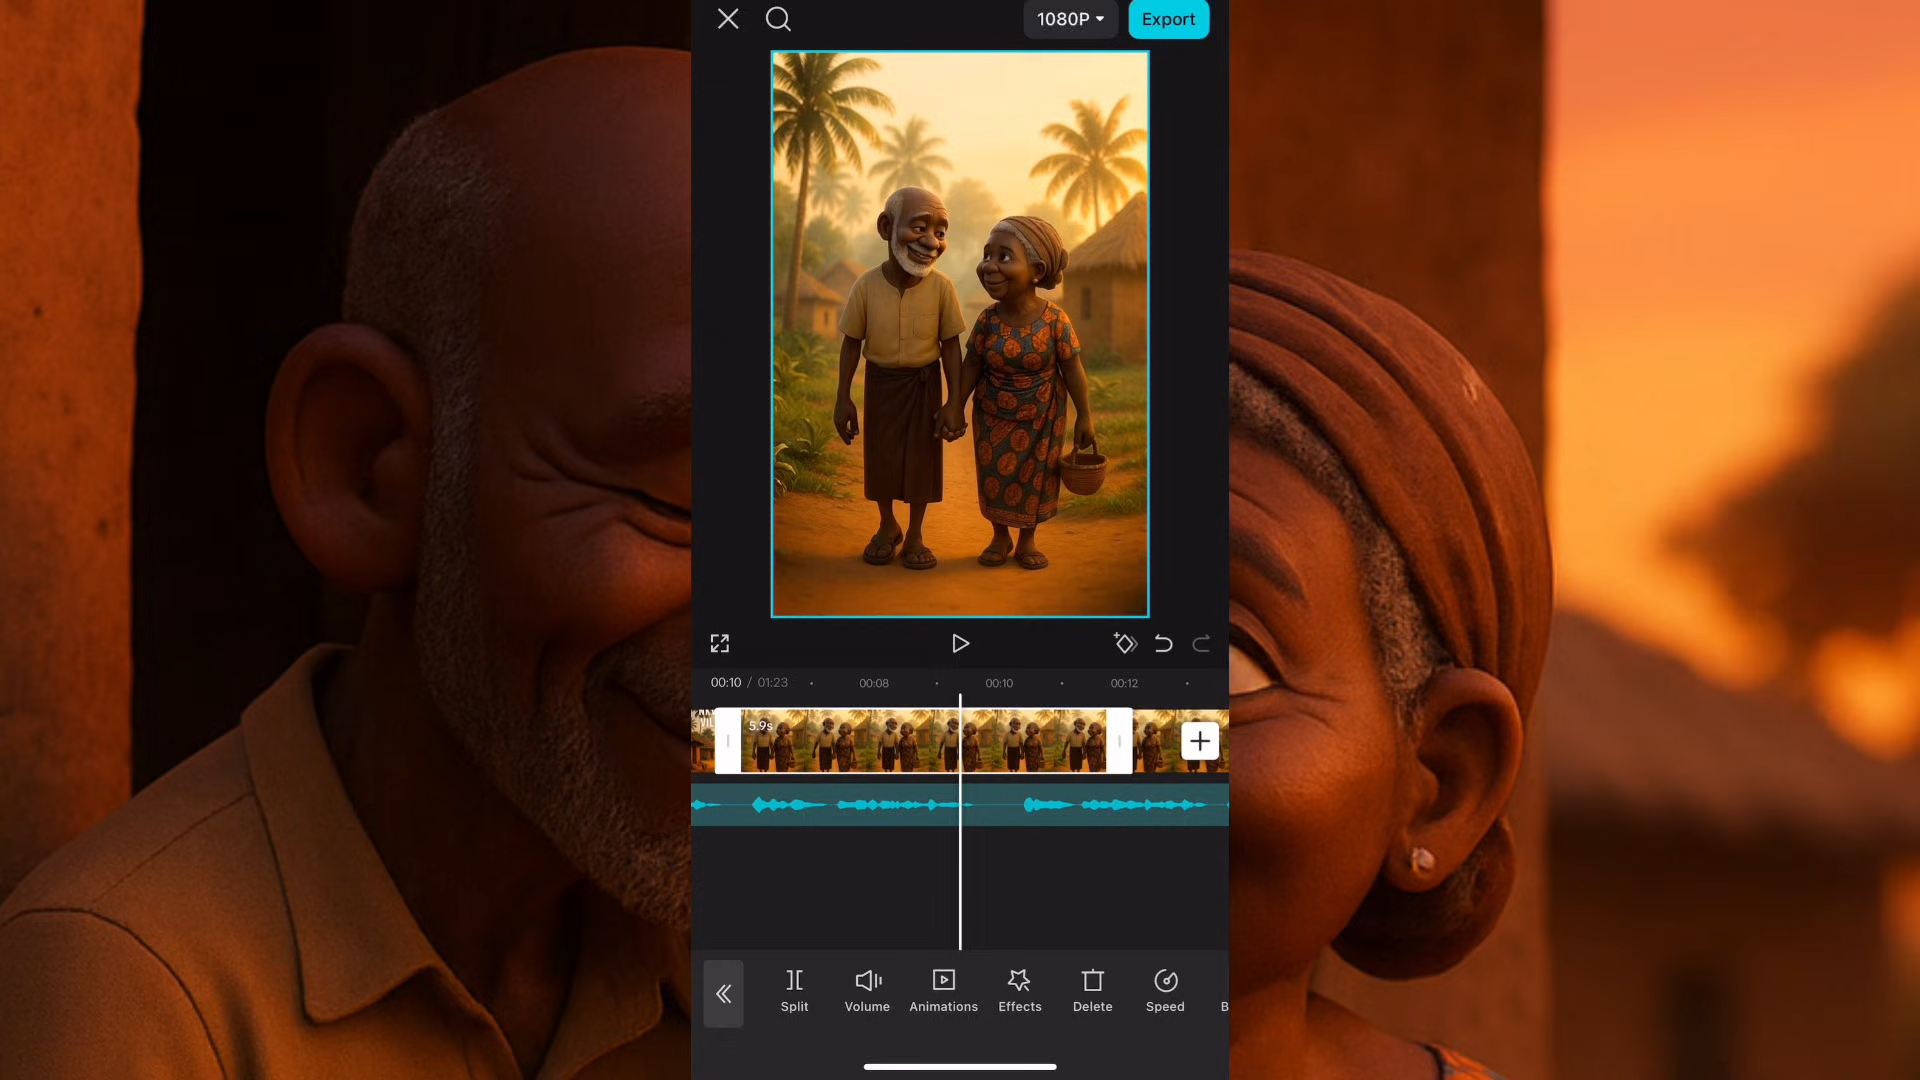 1080P
Export
00:10 / 01:23
00:08
00:10
00:12
VIL
5.9s
Split
Volume
Animations
Effects
Delete
Speed
B